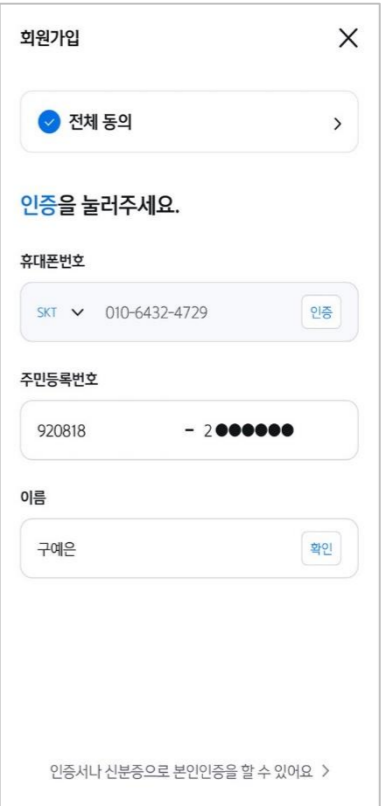 회원가입
전체 동의
인증을 눌러주세요.
휴대폰번호
SKT 010-6432-4729 인증
주민등록번호
920818 - 2●●●●●●
이름
구예은 확인
인증서나 신분증으로 본인인증을 할 수 있어요 >